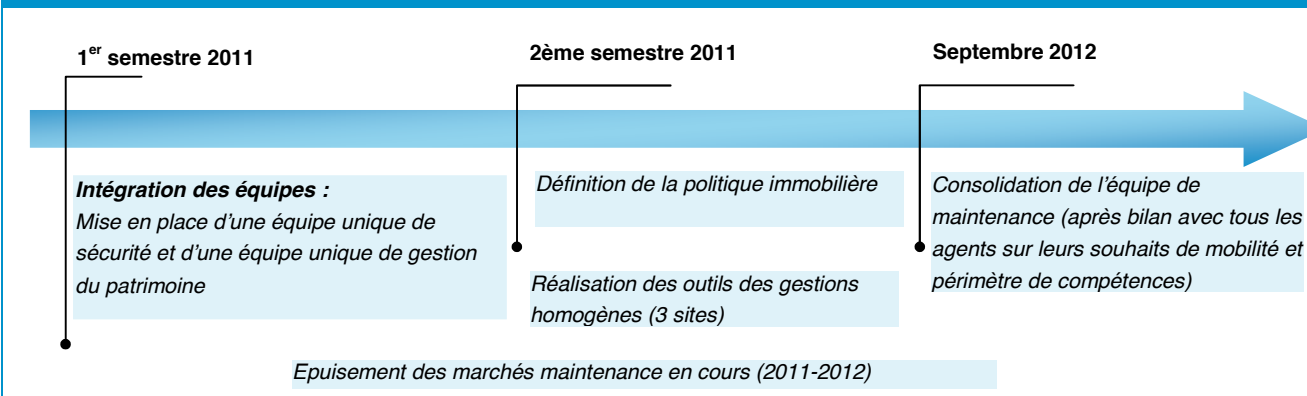 1er semestre 2011
2ème semestre 2011
Septembre 2012
Intégration des équipes :
Mise en place d'une équipe unique de
sécurité et d'une équipe unique de gestion
du patrimoine
Définition de la politique immobilière
Réalisation des outils des gestions
homogènes (3 sites)
Consolidation de l'équipe de
maintenance (après bilan avec tous les
agents sur leurs souhaits de mobilité et
périmètre de compétences)
Epuisement des marchés maintenance en cours (2011-2012)